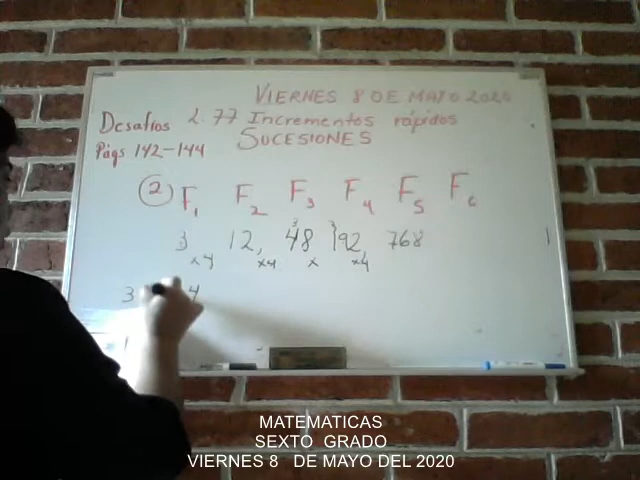 VIERNES 8 DE MAYO 2020
Desafíos 2.77 Incrementos rápidos
Págs 142-144 SUCESIONES
2 F1 F2 F3 F4 F5 F6
3 12, 48 192, 768
x4 x4 x x4
3 4
MATEMATICAS
SEXTO GRADO
VIERNES 8 DE MAYO DEL 2020